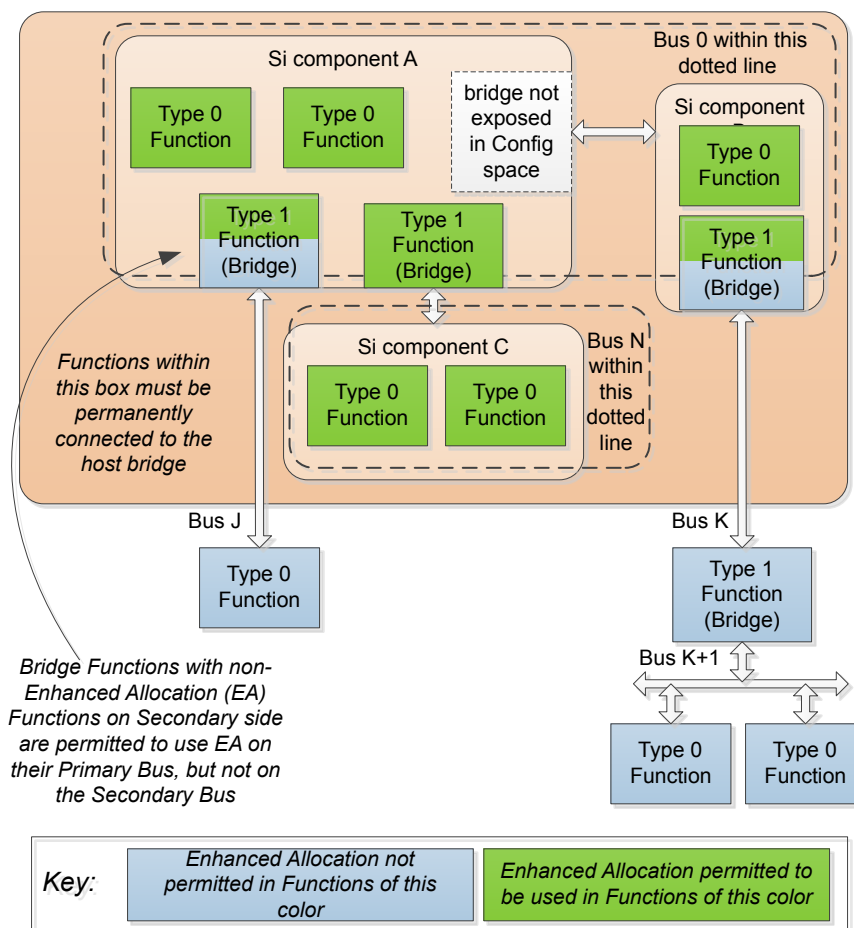 Bus 0 within this
dotted line
Si component A
Type 0
Function
Type 0
Function
bridge not
exposed
in Config
space
Si component
Type 0
Function
Type 1
Function
(Bridge)
Type 1
Function
(Bridge)
Type 1
Function
(Bridge)
Functions within
this box must be
permanently
connected to the
host bridge
Si component C
Type 0
Function
Type 0
Function
Bus N
within
this
dotted
line
Bus J
Bus K
Type 0
Function
Type 1
Function
(Bridge)
Bus K+1
Type 0
Function
Type 0
Function
Bridge Functions with non-
Enhanced Allocation (EA)
Functions on Secondary side
are permitted to use EA on
their Primary Bus, but not on
the Secondary Bus
Key:
Enhanced Allocation not
permitted in Functions of this
color
Enhanced Allocation permitted to
be used in Functions of this color